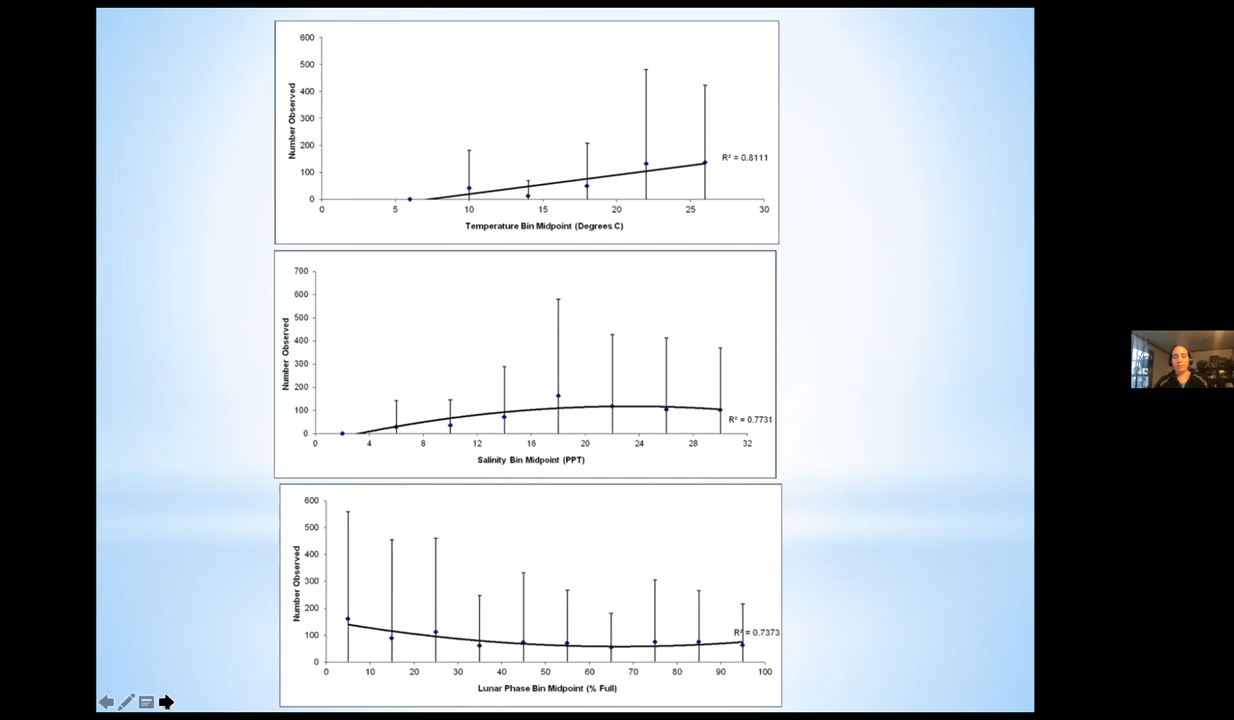 600
500
400
300
200
100
0
Number Observed
R² = 0.8111
0 5 10 15 20 25 30
Temperature Bin Midpoint (Degrees C)
700
600
500
400
300
200
100
0
Number Observed
R² = 0.7731
0 4 8 12 16 20 24 28 32
Salinity Bin Midpoint (PPT)
600
500
400
300
200
100
0
Number Observed
R² = 0.7373
0 10 20 30 40 50 60 70 80 90 100
Lunar Phase Bin Midpoint (% Full)